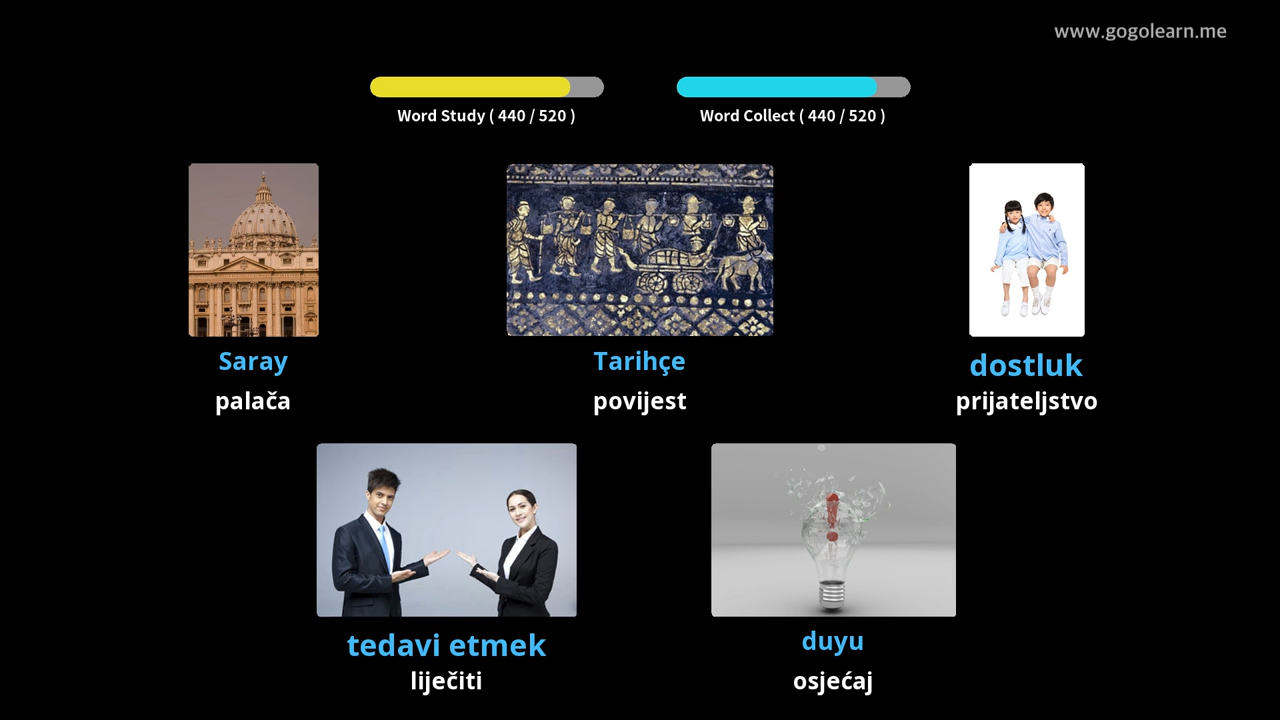 www.gogolearn.me
Word Study ( 440 / 520 )
Word Collect ( 440 / 520 )
Saray
palača
Tarihçe
povijest
dostluk
prijateljstvo
tedavi etmek
liječiti
duyu
osjećaj